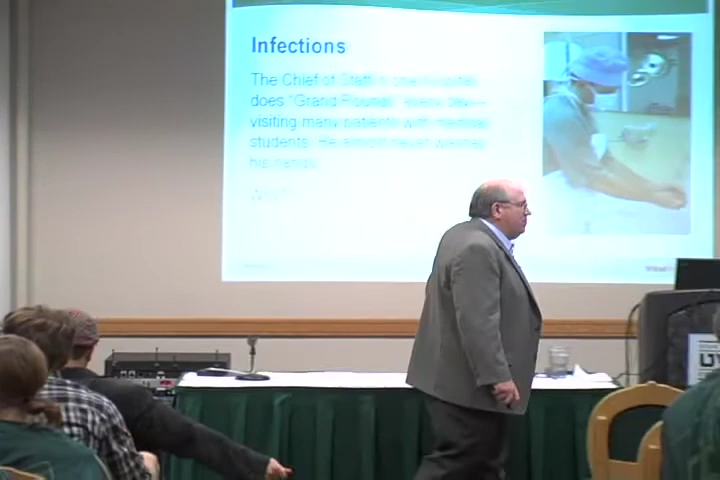 Infections
The Chief of Staff in one hospital
does "Grand Rounds" every day—
visiting many patients with medical
students. He almost never washes
his hands.
Why?